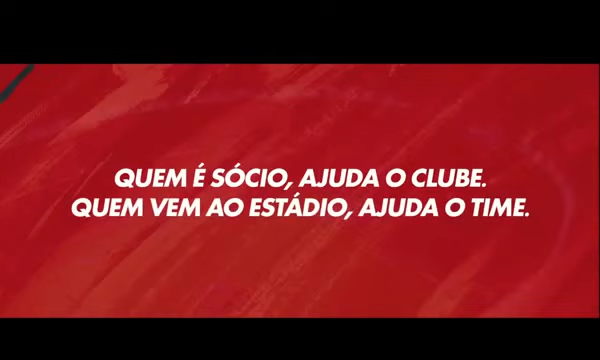 QUEM É SÓCIO, AJUDA O CLUBE.
QUEM VEM AO ESTÁDIO, AJUDA O TIME.